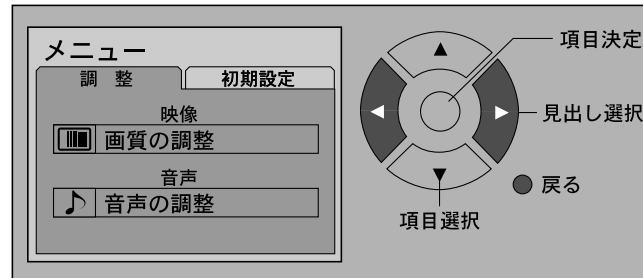 メニュー
調 整
初期設定
映像
画質の調整
音声
音声の調整
項目決定
見出し選択
戻る
項目選択